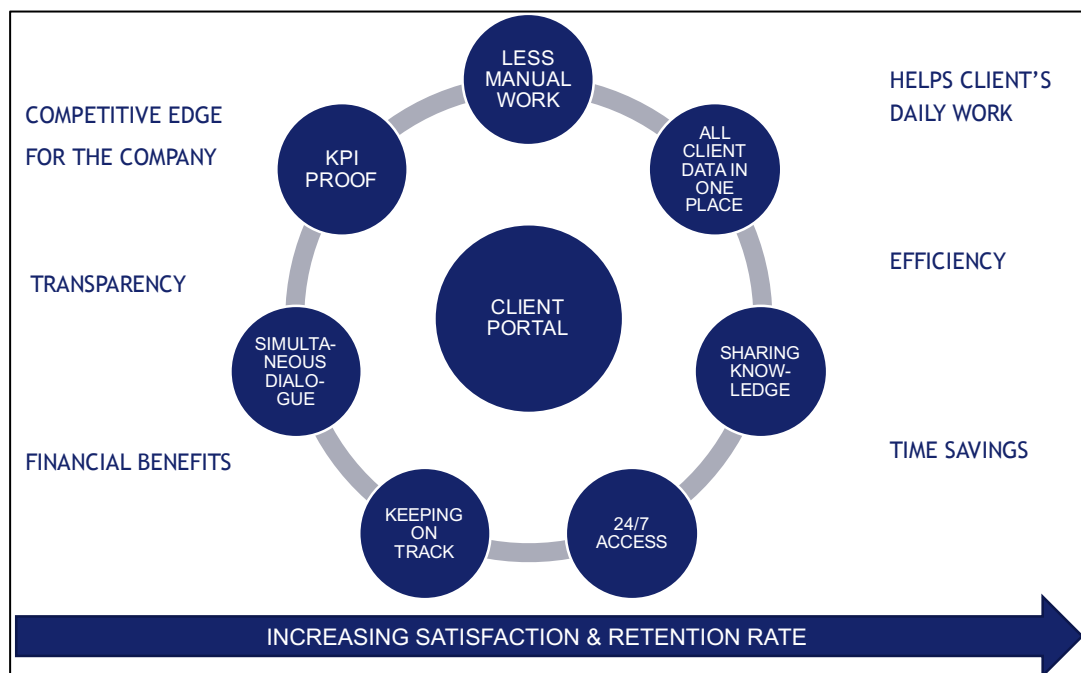 LESS
MANUAL
WORK
HELPS CLIENT'S
DAILY WORK
COMPETITIVE EDGE
FOR THE COMPANY
KPI
PROOF
ALL
CLIENT
DATA IN
ONE
PLACE
TRANSPARENCY
EFFICIENCY
CLIENT
PORTAL
SIMULTA-
NEOUS
DIALO-
GUE
SHARING
KNOW-
LEDGE
FINANCIAL BENEFITS
TIME SAVINGS
KEEPING
ON
TRACK
24/7
ACCESS
INCREASING SATISFACTION & RETENTION RATE